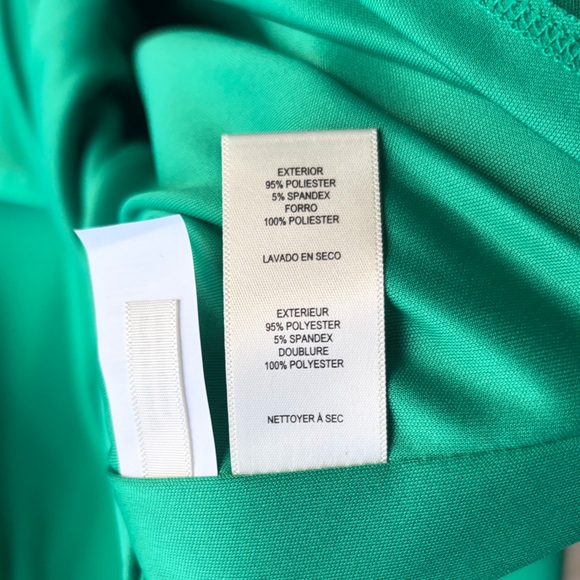 EXTERIOR
95% POLIESTER
5% SPANDEX
FORRO
100% POLIESTER
LAVADO EN SECO
EXTERIEUR
95% POLYESTER
5% SPANDEX
DOUBLURE
100% POLYESTER
NETTOYER À SEC